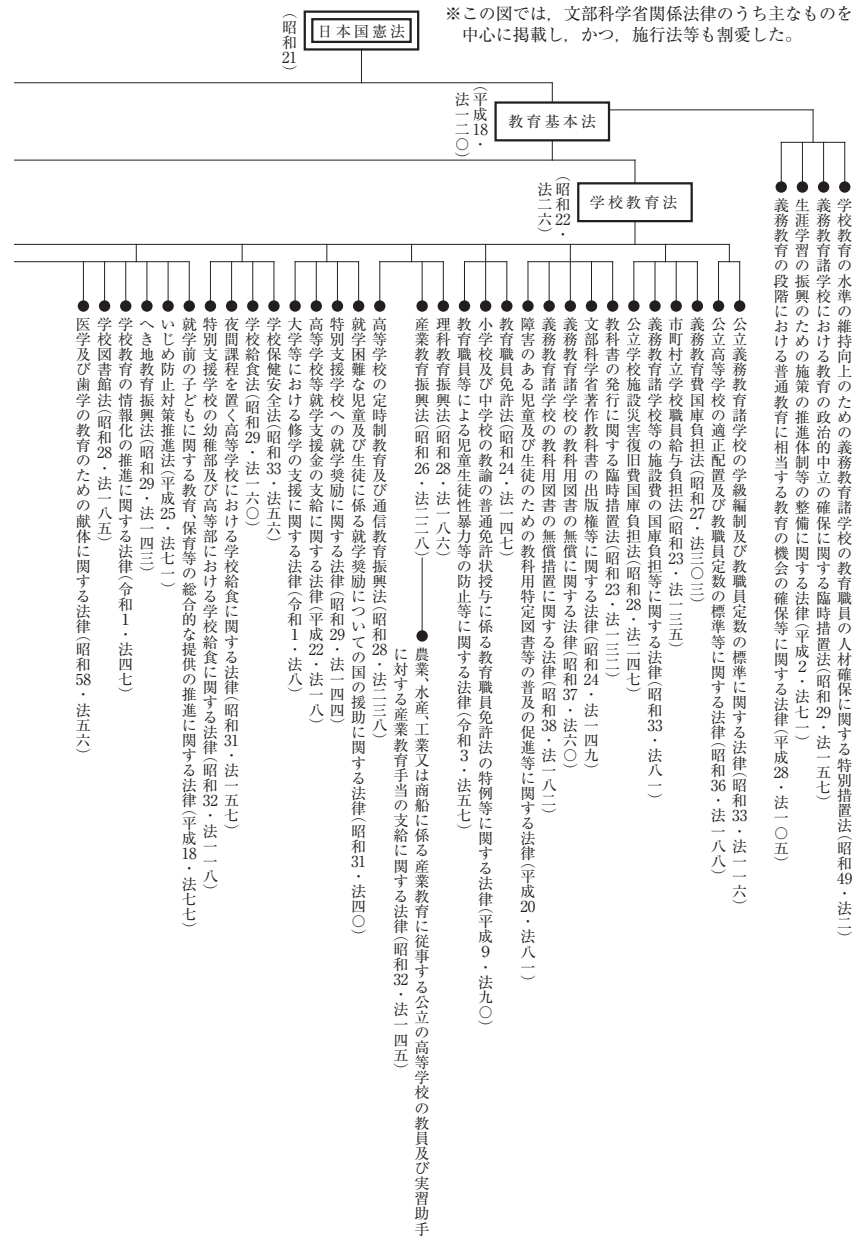 ※この図では，文部科学省関係法律のうち主なものを
中心に掲載し，かつ，施行法等も割愛した。
日本国憲法
（昭和21）
教育基本法
（平成18・
法一二〇）
学校教育法
（昭和22・
法二六）
学校教育の水準の維持向上のための義務教育諸学校の教育職員の人材確保に関する特別措置法（昭和49・法二）
義務教育諸学校における教育の政治的中立の確保に関する臨時措置法（昭和29・法一五七）
生涯学習の振興のための施策の推進体制等の整備に関する法律（平成2・法七一）
義務教育の段階における普通教育に相当する教育の機会の確保等に関する法律（平成28・法一〇五）
公立義務教育諸学校の学級編制及び教職員定数の標準に関する法律（昭和33・法一一六）
公立高等学校の適正配置及び教職員定数の標準等に関する法律（昭和36・法一八八）
義務教育費国庫負担法（昭和27・法三〇三）
市町村立学校職員給与負担法（昭和23・法一三五）
義務教育諸学校等の施設費の国庫負担等に関する法律（昭和33・法八一）
公立学校施設災害復旧費国庫負担法（昭和28・法二四七）
教科書の発行に関する臨時措置法（昭和23・法一三二）
文部科学省著作教科書の出版権等に関する法律（昭和24・法一四九）
義務教育諸学校の教科用図書の無償に関する法律（昭和37・法六〇）
義務教育諸学校の教科用図書の無償措置に関する法律（昭和38・法一八二）
障害のある児童及び生徒のための教科用特定図書等の普及の促進等に関する法律（平成20・法八一）
教育職員免許法（昭和24・法一四七）
小学校及び中学校の教諭の普通免許状授与に係る教育職員免許法の特例等に関する法律（平成9・法九〇）
教育職員等による児童生徒性暴力等の防止等に関する法律（令和3・法五七）
理科教育振興法（昭和28・法一八六）
産業教育振興法（昭和26・法二二八）
農業、水産、工業又は商船に係る産業教育に従事する公立の高等学校の教員及び実習助手
に対する産業教育手当の支給に関する法律（昭和32・法一四五）
高等学校の定時制教育及び通信教育振興法（昭和28・法二三八）
就学困難な児童及び生徒に係る就学奨励についての国の援助に関する法律（昭和31・法四〇）
特別支援学校への就学奨励に関する法律（昭和29・法一四四）
高等学校等就学支援金の支給に関する法律（平成22・法一八）
大学等における修学の支援に関する法律（令和1・法八）
学校保健安全法（昭和33・法五六）
学校給食法（昭和29・法一六〇）
夜間課程を置く高等学校における学校給食に関する法律（昭和31・法一五七）
特別支援学校の幼稚部及び高等部における学校給食に関する法律（昭和32・法一一八）
就学前の子どもに関する教育、保育等の総合的な提供の推進に関する法律（平成18・法七七）
いじめ防止対策推進法（平成25・法七一）
へき地教育振興法（昭和29・法一四三）
学校教育の情報化の推進に関する法律（令和1・法四七）
学校図書館法（昭和28・法一八五）
医学及び歯学の教育のための献体に関する法律（昭和58・法五六）